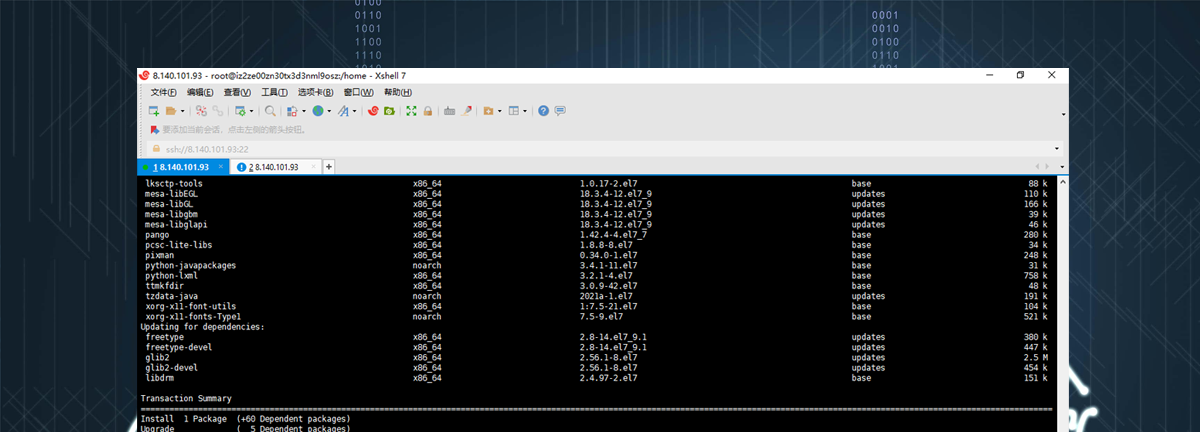 0100
0110
1001
1100
1110
0001
0010
0100
0110
8.140.101.93 - root@iz2ze00zn30tx3d3nml9osz:/home - Xshell 7
文件(F) 编辑(E) 查看(V) 工具(T) 选项卡(B) 窗口(W) 帮助(H)
要添加当前会话，点击左侧的箭头按钮。
ssh://8.140.101.93:22
1 8.140.101.93 × 2 8.140.101.93 × +
lksctp-tools x86_64 1.0.17-2.el7 base 88 k
mesa-libEGL x86_64 18.3.4-12.el7_9 updates 110 k
mesa-libGL x86_64 18.3.4-12.el7_9 updates 166 k
mesa-libgbm x86_64 18.3.4-12.el7_9 updates 39 k
mesa-libglapi x86_64 18.3.4-12.el7_9 updates 46 k
pango x86_64 1.42.4-4.el7_7 base 280 k
pcsc-lite-libs x86_64 1.8.8-8.el7 base 34 k
pixman x86_64 0.34.0-1.el7 base 248 k
python-javapackages noarch 3.4.1-11.el7 base 31 k
python-lxml x86_64 3.2.1-4.el7 base 758 k
ttmkfdir x86_64 3.0.9-42.el7 base 48 k
tzdata-java noarch 2021a-1.el7 updates 191 k
xorg-x11-font-utils x86_64 1:7.5-21.el7 base 104 k
xorg-x11-fonts-Type1 noarch 7.5-9.el7 base 521 k
Updating for dependencies:
freetype x86_64 2.8-14.el7_9.1 updates 380 k
freetype-devel x86_64 2.8-14.el7_9.1 updates 447 k
glib2 x86_64 2.56.1-8.el7 updates 2.5 M
glib2-devel x86_64 2.56.1-8.el7 updates 454 k
libdrm x86_64 2.4.97-2.el7 base 151 k
Transaction Summary
Install 1 Package (+60 Dependent packages)
Upgrade ( 5 Dependent packages)